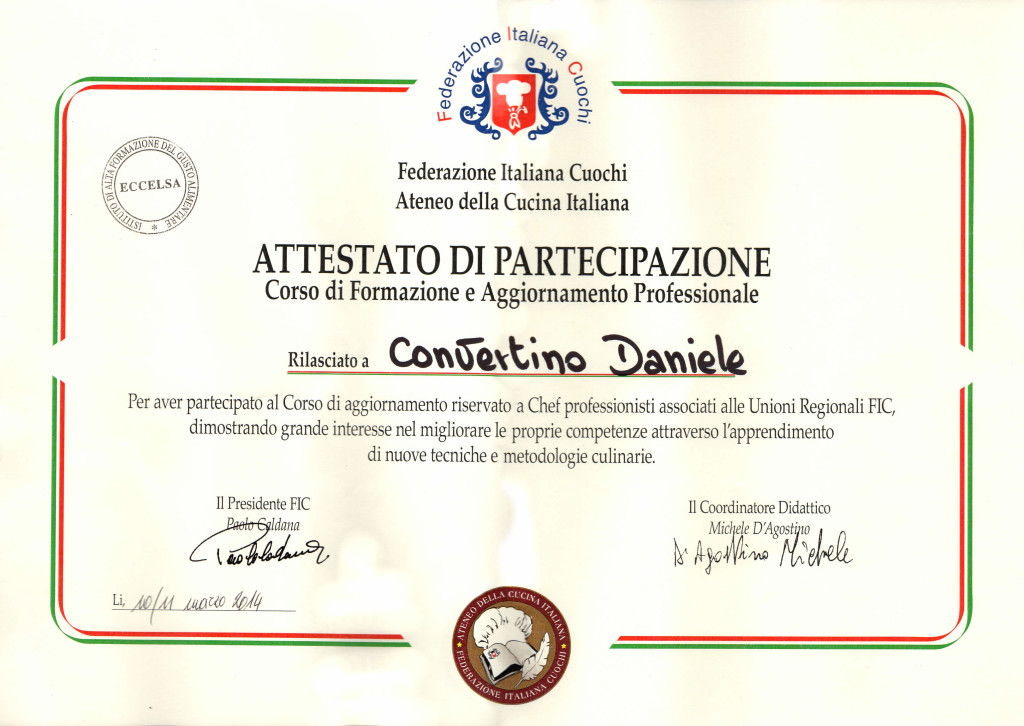 Federazione Italiana Cuochi
ISTITUTO DI ALTA FORMAZIONE DEL GUSTO ALIMENTARE *
ECCELSA
Federazione Italiana Cuochi
Ateneo della Cucina Italiana
ATTESTATO DI PARTECIPAZIONE
Corso di Formazione e Aggiornamento Professionale
Rilasciato a Convertino Daniele
Per aver partecipato al Corso di aggiornamento riservato a Chef professionisti associati alle Unioni Regionali FIC,
dimostrando grande interesse nel migliorare le proprie competenze attraverso l'apprendimento
di nuove tecniche e metodologie culinarie.
Il Presidente FIC
Paolo Caldana
Il Coordinatore Didattico
Michele D'Agostino
D'Agostino Michele
Li, 10/11 marzo 2014
ATENEO DELLA CUCINA ITALIANA
FEDERAZIONE ITALIANA CUOCHI